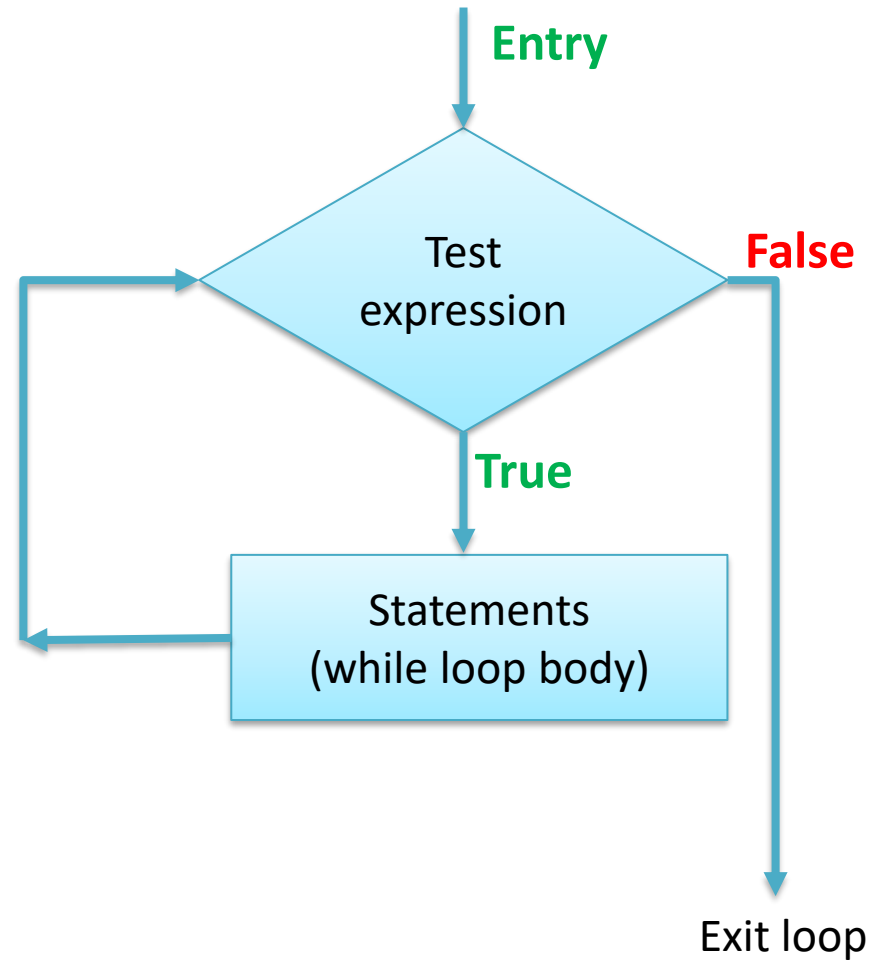 Entry
Test
expression
False
True
Statements
(while loop body)
Exit loop